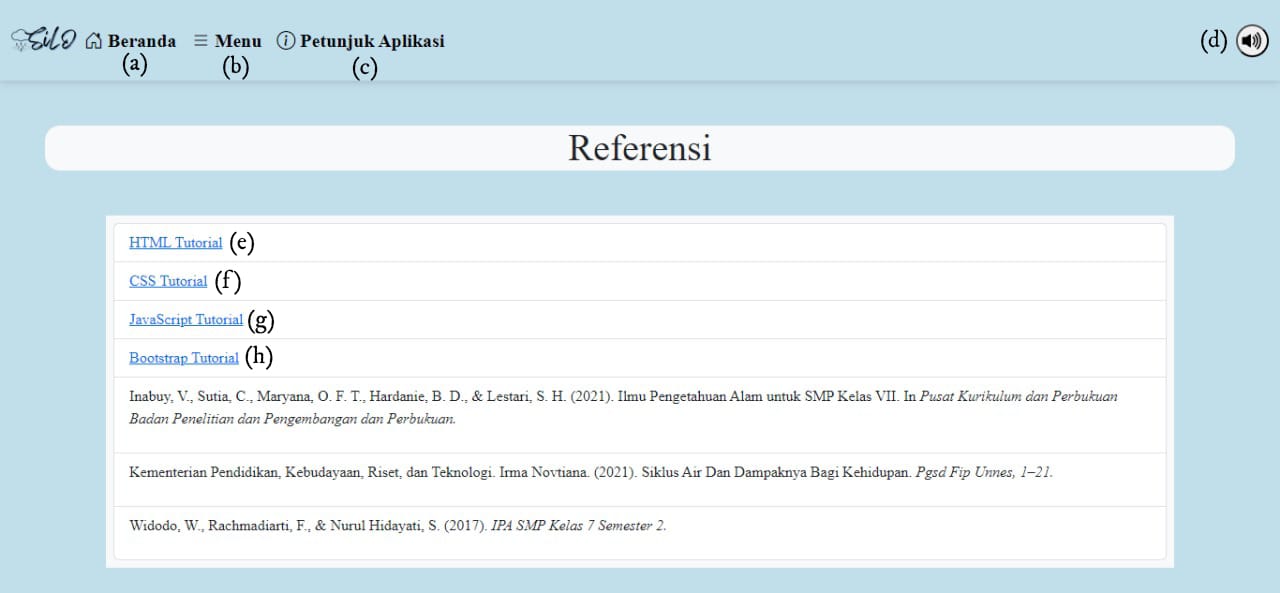 SiLO Beranda Menu Petunjuk Aplikasi (d)
(a) (b) (c)
Referensi
HTML Tutorial (e)
CSS Tutorial (f)
JavaScript Tutorial (g)
Bootstrap Tutorial (h)
Inabuy, V., Sutia, C., Maryana, O. F. T., Hardanie, B. D., & Lestari, S. H. (2021). Ilmu Pengetahuan Alam untuk SMP Kelas VII. In Pusat Kurikulum dan Perbukuan
Badan Penelitian dan Pengembangan dan Perbukuan.
Kementerian Pendidikan, Kebudayaan, Riset, dan Teknologi. Irma Novtiana. (2021). Siklus Air Dan Dampaknya Bagi Kehidupan. Pgsd Fip Unnes, 1–21.
Widodo, W., Rachmadiarti, F., & Nurul Hidayati, S. (2017). IPA SMP Kelas 7 Semester 2.